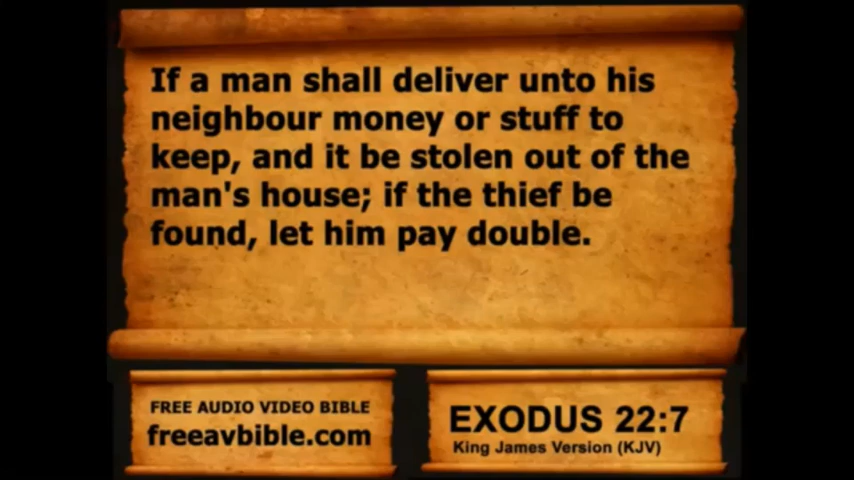 If a man shall deliver unto his
neighbour money or stuff to
keep, and it be stolen out of the
man's house; if the thief be
found, let him pay double.
FREE AUDIO VIDEO BIBLE
freeavbible.com
EXODUS 22:7
King James Version (KJV)